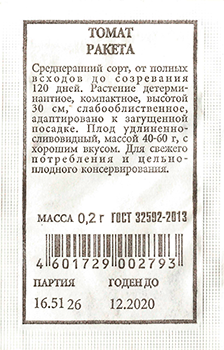 ТОМАТ
РАКЕТА
Среднеранний сорт, от полных
всходов до созревания
120 дней. Растение детерми-
нантное, компактное, высотой
30 см, слабооблиственное,
адаптировано к загущенной
посадке. Плод удлиненно-
сливовидный, массой 40-60 г, с
хорошим вкусом. Для свежего
потребления и цельно-
плодного консервирования.
МАССА 0,2 г ГОСТ 32592-2013
4 601729 002793
ПАРТИЯ ГОДЕН ДО
16.51 26 12.2020